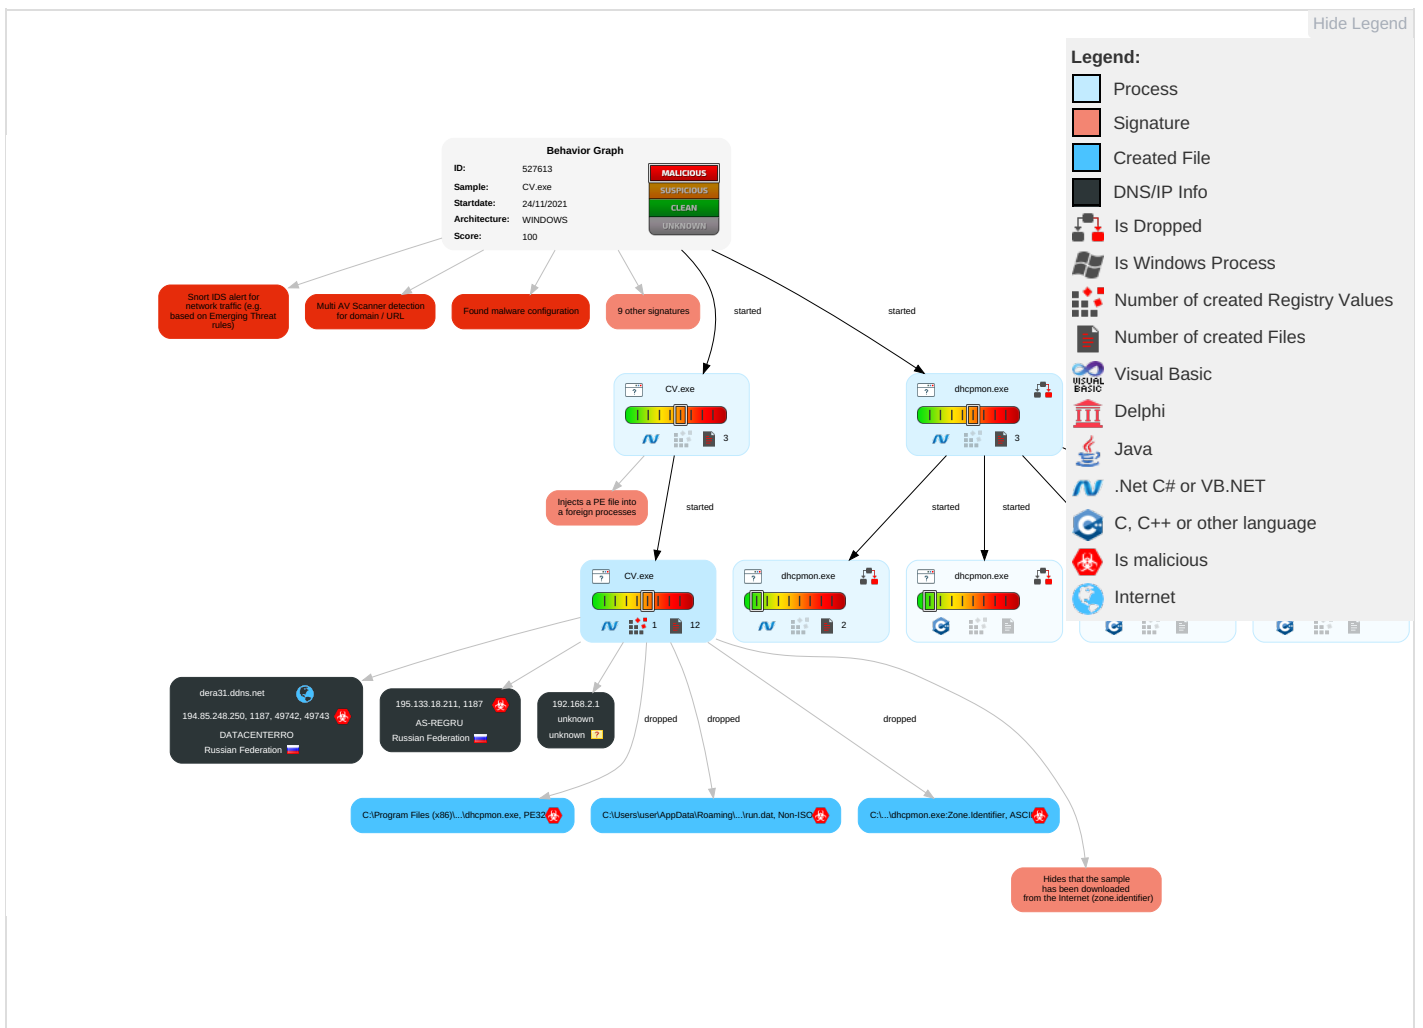 Hide Legend
Legend:
Process
Signature
Created File
DNS/IP Info
Is Dropped
Is Windows Process
Number of created Registry Values
Number of created Files
Visual Basic
Delphi
Java
.Net C# or VB.NET
C, C++ or other language
Is malicious
Internet
VISUAL
BASIC
Behavior Graph
ID: 527613
Sample: CV.exe
Startdate: 24/11/2021
Architecture: WINDOWS
Score: 100
MALICIOUS
SUSPICIOUS
CLEAN
UNKNOWN
Snort IDS alert for
network traffic (e.g.
based on Emerging Threat
rules)
Multi AV Scanner detection
for domain / URL
Found malware configuration
9 other signatures
started
started
CV.exe
3
dhcpmon.exe
3
Injects a PE file into
a foreign processes
started
started
started
CV.exe
1 12
dhcpmon.exe
2
dhcpmon.exe
dera31.ddns.net
194.85.248.250, 1187, 49742, 49743
DATACENTERRO
Russian Federation
195.133.18.211, 1187
AS-REGRU
Russian Federation
192.168.2.1
unknown
unknown
dropped
dropped
dropped
C:\Program Files (x86)\...\dhcpmon.exe, PE32
C:\Users\user\AppData\Roaming\...\run.dat, Non-ISO
C:\...\dhcpmon.exe:Zone.Identifier, ASCII
Hides that the sample
has been downloaded
from the Internet (zone.identifier)